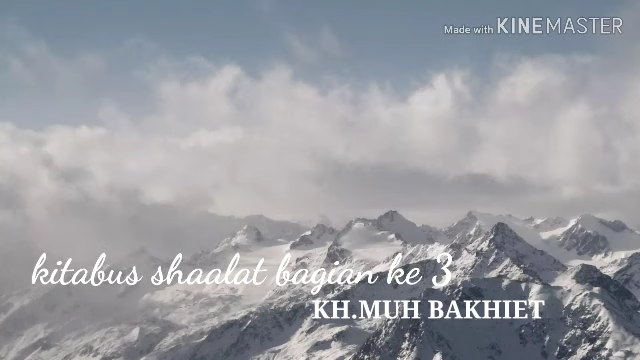 Made with KINEMASTER
kitabus shaalat bagian ke 3
KH.MUH BAKHIET